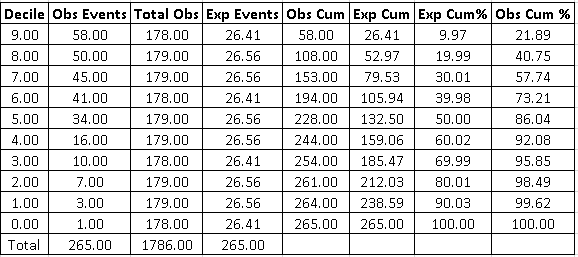 Decile Obs Events Total Obs Exp Events Obs Cum Exp Cum Exp Cum% Obs Cum %
9.00 58.00 178.00 26.41 58.00 26.41 9.97 21.89
8.00 50.00 179.00 26.56 108.00 52.97 19.99 40.75
7.00 45.00 179.00 26.56 153.00 79.53 30.01 57.74
6.00 41.00 178.00 26.41 194.00 105.94 39.98 73.21
5.00 34.00 179.00 26.56 228.00 132.50 50.00 86.04
4.00 16.00 179.00 26.56 244.00 159.06 60.02 92.08
3.00 10.00 178.00 26.41 254.00 185.47 69.99 95.85
2.00 7.00 179.00 26.56 261.00 212.03 80.01 98.49
1.00 3.00 179.00 26.56 264.00 238.59 90.03 99.62
0.00 1.00 178.00 26.41 265.00 265.00 100.00 100.00
Total 265.00 1786.00 265.00